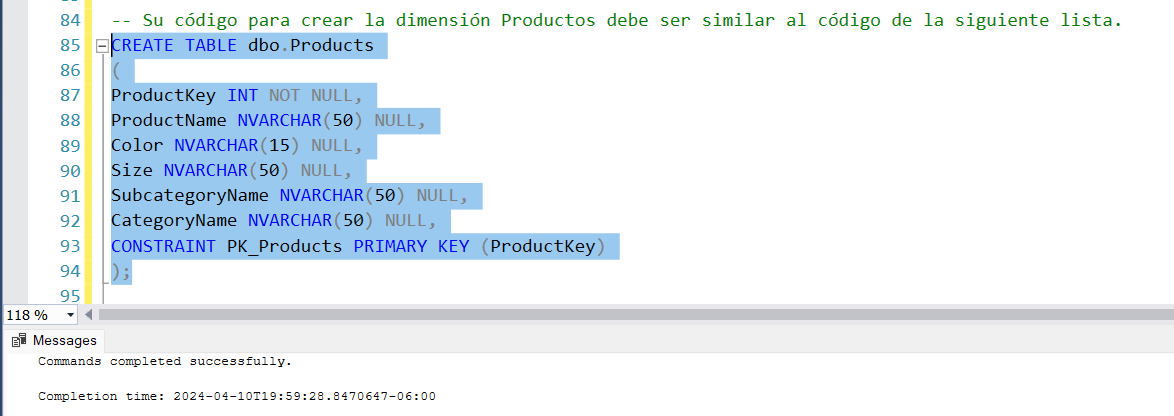 84 -- Su código para crear la dimensión Productos debe ser similar al código de la siguiente lista.
85 CREATE TABLE dbo.Products
86 (
87 ProductKey INT NOT NULL,
88 ProductName NVARCHAR(50) NULL,
89 Color NVARCHAR(15) NULL,
90 Size NVARCHAR(50) NULL,
91 SubcategoryName NVARCHAR(50) NULL,
92 CategoryName NVARCHAR(50) NULL,
93 CONSTRAINT PK_Products PRIMARY KEY (ProductKey)
94 );
95
118 %
Messages
Commands completed successfully.
Completion time: 2024-04-10T19:59:28.8470647-06:00